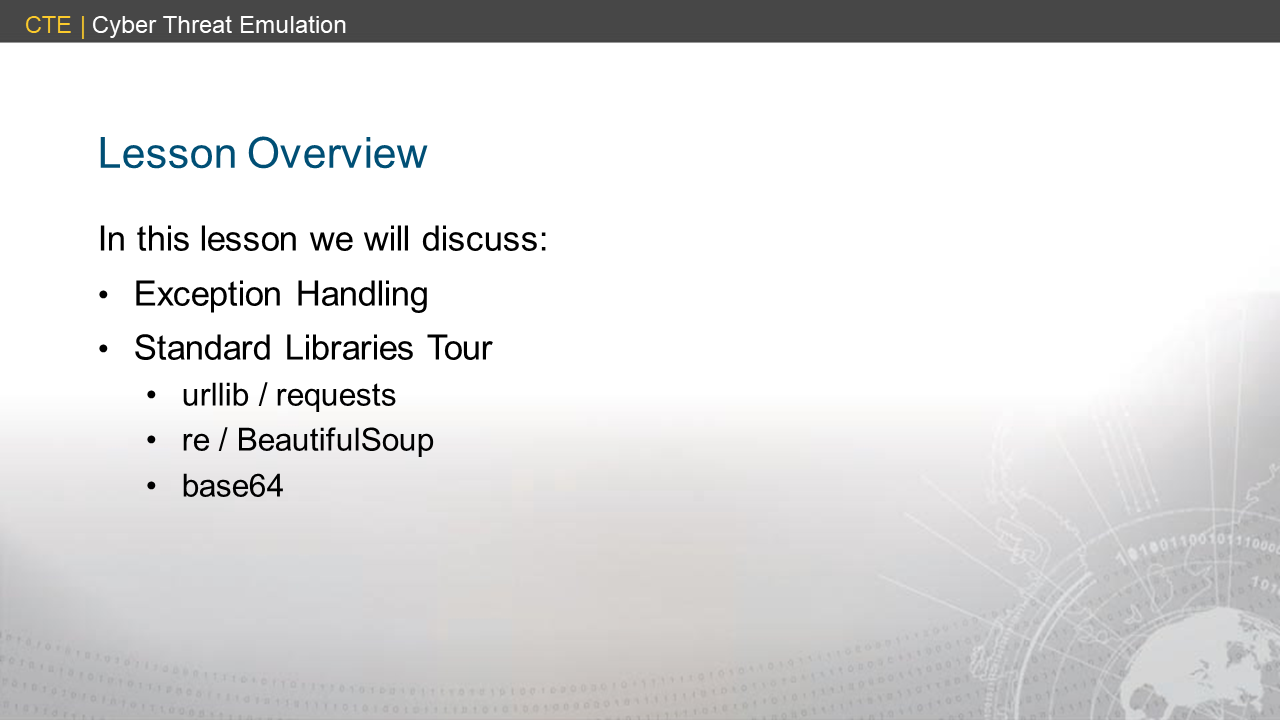 CTE | Cyber Threat Emulation
Lesson Overview
In this lesson we will discuss:
• Exception Handling
• Standard Libraries Tour
• urllib / requests
• re / BeautifulSoup
• base64